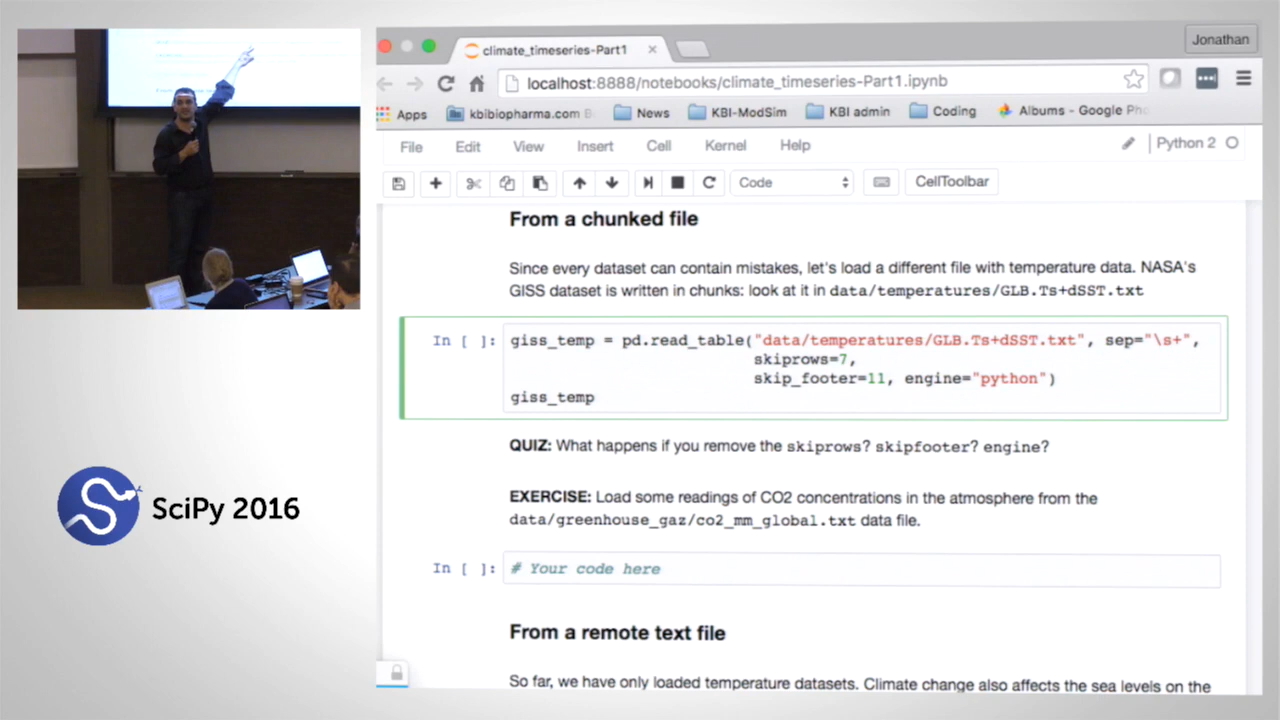 Jonathan
climate_timeseries-Part1
localhost:8888/notebooks/climate_timeseries-Part1.ipynb
Apps kbibiopharma.com News KBI-ModSim KBI admin Coding Albums - Google
File Edit View Insert Cell Kernel Help Python 2
Code CellToolbar
From a chunked file
Since every dataset can contain mistakes, let's load a different file with temperature data. NASA's
GISS dataset is written in chunks: look at it in data/temperatures/GLB.Ts+dSST.txt
In [ ]: giss_temp = pd.read_table("data/temperatures/GLB.Ts+dSST.txt", sep="\s+",
skiprows=7,
skip_footer=11, engine="python")
giss_temp
QUIZ: What happens if you remove the skiprows? skipfooter? engine?
EXERCISE: Load some readings of CO2 concentrations in the atmosphere from the
data/greenhouse_gaz/co2_mm_global.txt data file.
In [ ]: # Your code here
From a remote text file
So far, we have only loaded temperature datasets. Climate change also affects the sea levels on the
SciPy 2016